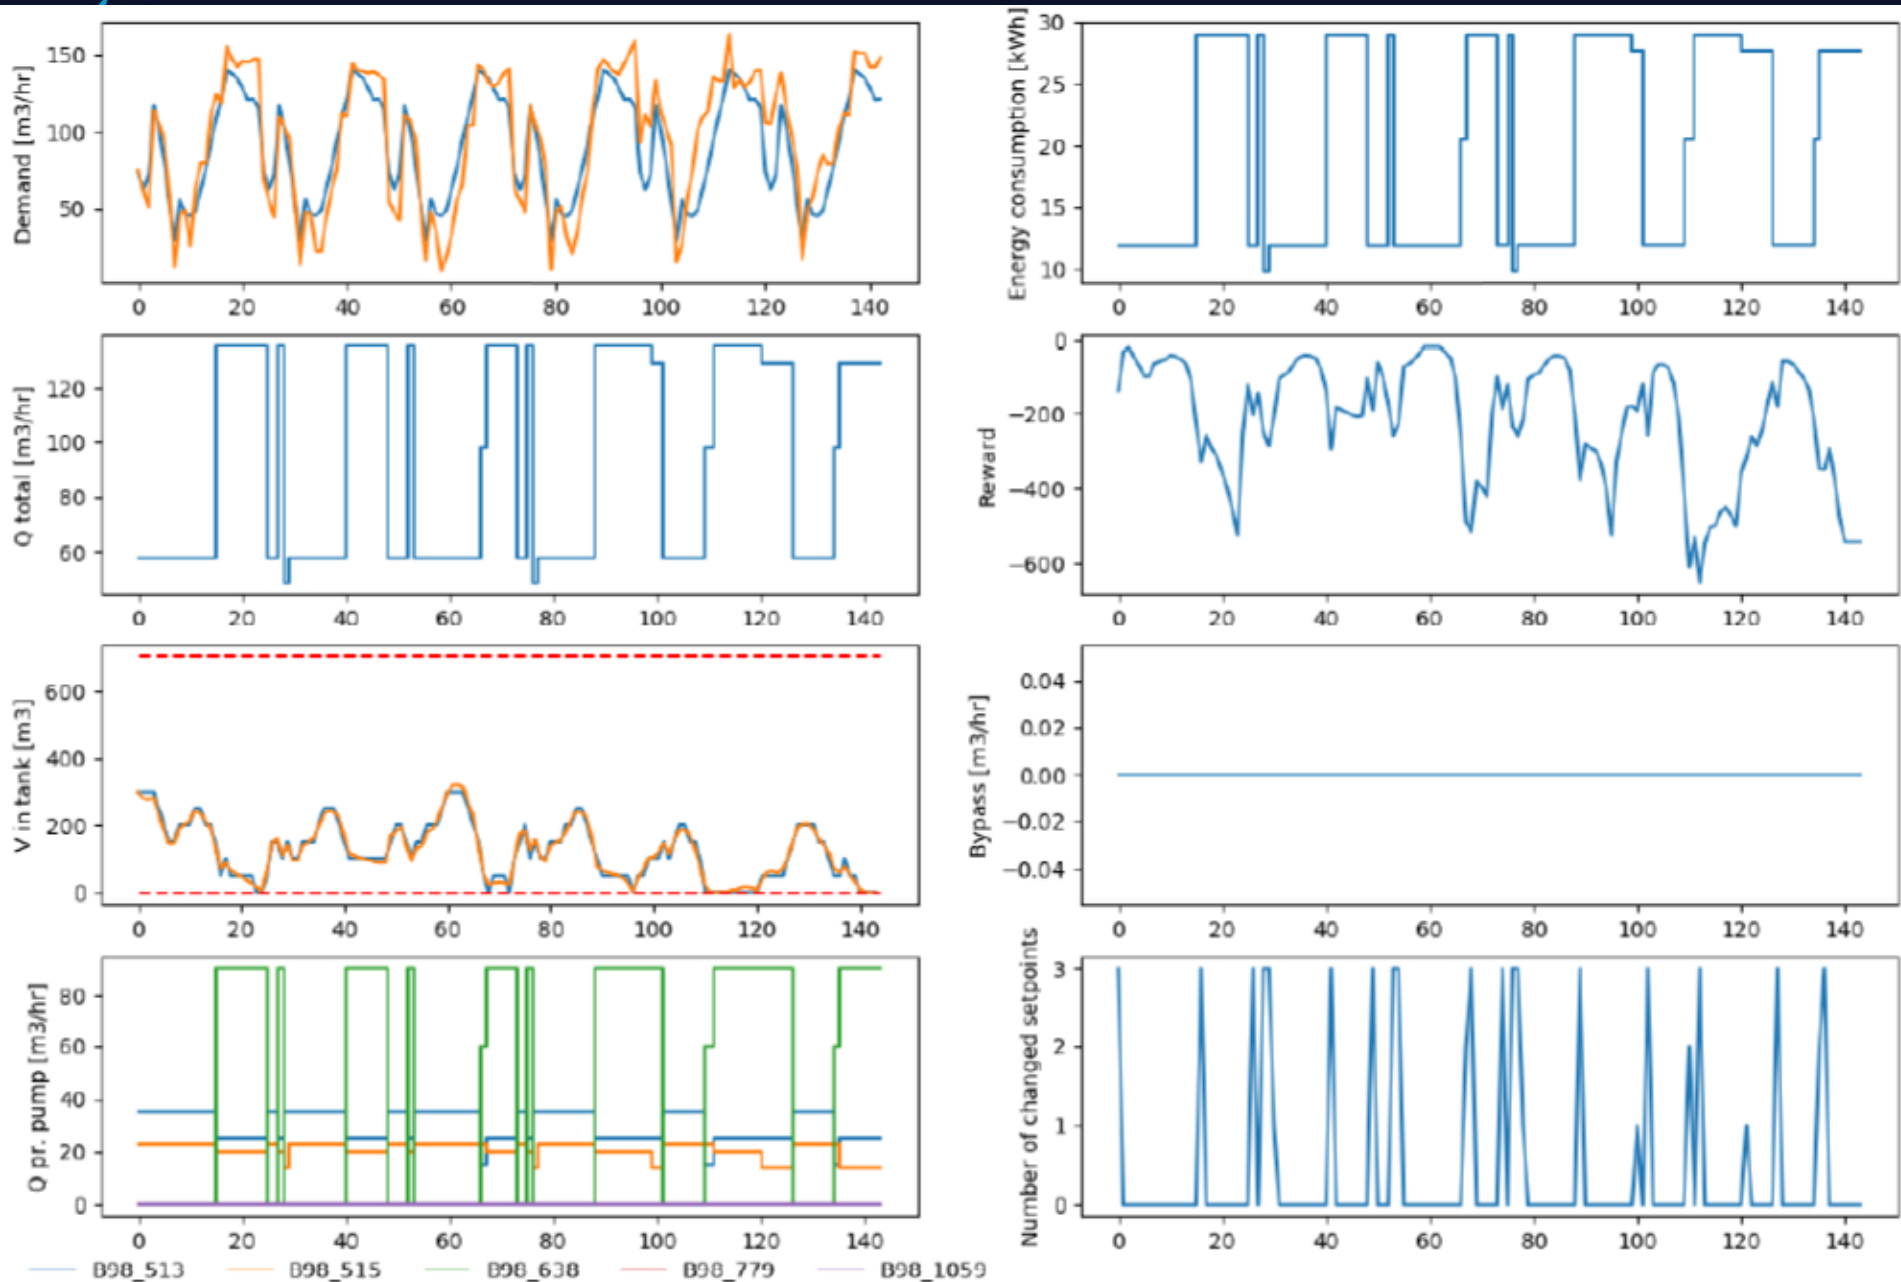 Demand [m3/hr]
150
100
50
0 20 40 60 80 100 120 140
Energy consumption [kWh]
30
25
20
15
10
0 20 40 60 80 100 120 140
Q total [m3/hr]
120
100
80
60
0 20 40 60 80 100 120 140
Reward
0
−200
−400
−600
0 20 40 60 80 100 120 140
V in tank [m3]
600
400
200
0
0 20 40 60 80 100 120 140
Bypass [m3/hr]
0.04
0.02
0.00
−0.02
−0.04
0 20 40 60 80 100 120 140
Q pr. pump [m3/hr]
80
60
40
20
0
0 20 40 60 80 100 120 140
Number of changed setpoints
3
2
1
0
0 20 40 60 80 100 120 140
B98_513 B98_515 B98_638 B98_779 B98_1059